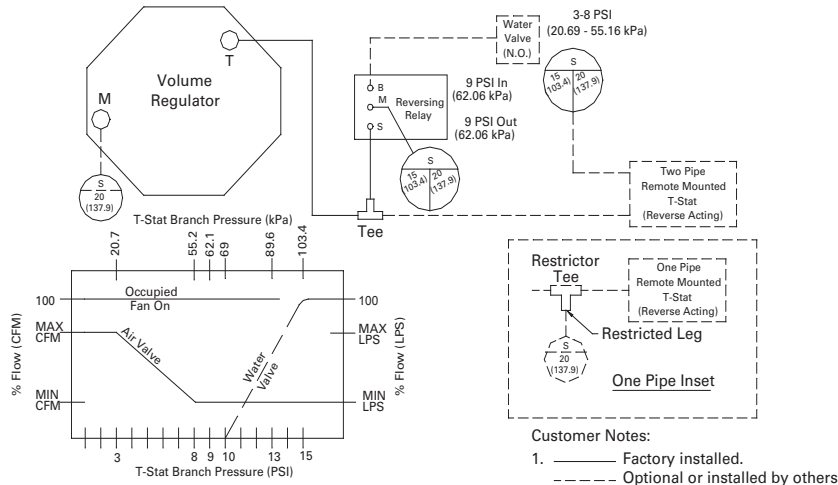 T
Volume
Regulator
M
S
20
(137.9)
Water
Valve
(N.O.)
3-8 PSI
(20.69 - 55.16 kPa)
B
M
S
Reversing
Relay
9 PSI In
(62.06 kPa)
9 PSI Out
(62.06 kPa)
S
15
(103.4)
20
(137.9)
S
15
(103.4)
20
(137.9)
Tee
Two Pipe
Remote Mounted
T-Stat
(Reverse Acting)
T-Stat Branch Pressure (kPa)
20.7
55.2
62.1
69
89.6
103.4
100
Occupied
Fan On
100
MAX
CFM
Air Valve
Water
Valve
MAX
LPS
% Flow (CFM)
% Flow (LPS)
MIN
CFM
MIN
LPS
3
8
9
10
13
15
T-Stat Branch Pressure (PSI)
Restrictor
Tee
One Pipe
Remote Mounted
T-Stat
(Reverse Acting)
Restricted Leg
S
20
(137.9)
One Pipe Inset
Customer Notes:
1. Factory installed.
Optional or installed by others